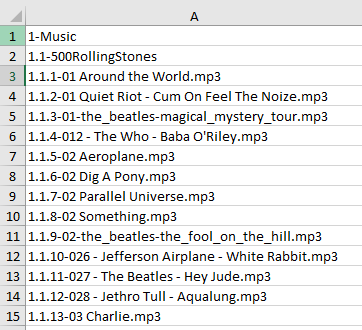 A
1 1-Music
2 1.1-500RollingStones
3 1.1.1-01 Around the World.mp3
4 1.1.2-01 Quiet Riot - Cum On Feel The Noize.mp3
5 1.1.3-01-the_beatles-magical_mystery_tour.mp3
6 1.1.4-012 - The Who - Baba O'Riley.mp3
7 1.1.5-02 Aeroplane.mp3
8 1.1.6-02 Dig A Pony.mp3
9 1.1.7-02 Parallel Universe.mp3
10 1.1.8-02 Something.mp3
11 1.1.9-02-the_beatles-the_fool_on_the_hill.mp3
12 1.1.10-026 - Jefferson Airplane - White Rabbit.mp3
13 1.1.11-027 - The Beatles - Hey Jude.mp3
14 1.1.12-028 - Jethro Tull - Aqualung.mp3
15 1.1.13-03 Charlie.mp3